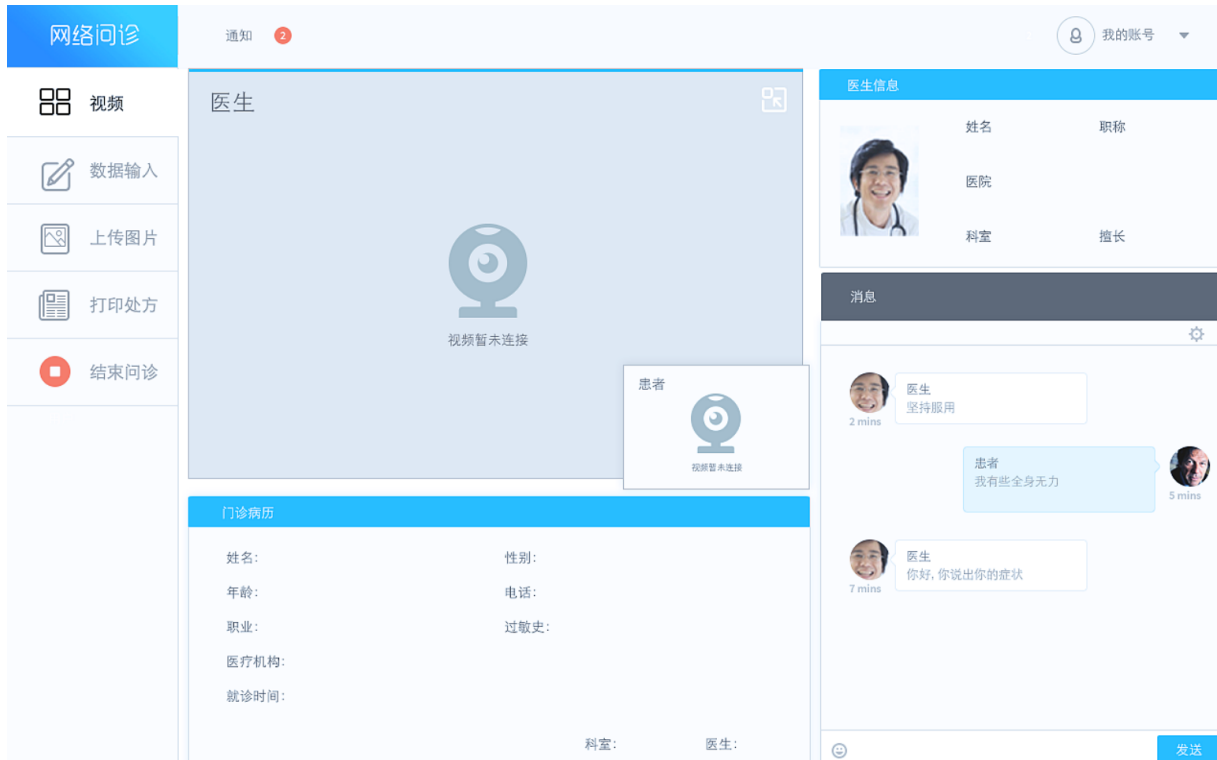 网络问诊
通知 2
我的账号
视频
数据输入
上传图片
打印处方
结束问诊
医生
视频暂未连接
患者
视频暂未连接
门诊病历
姓名： 性别：
年龄： 电话：
职业： 过敏史：
医疗机构：
就诊时间：
科室： 医生：
医生信息
姓名 职称
医院
科室 擅长
消息
医生
坚持服用
2 mins
患者
我有些全身无力
5 mins
医生
你好, 你说出你的症状
7 mins
发送